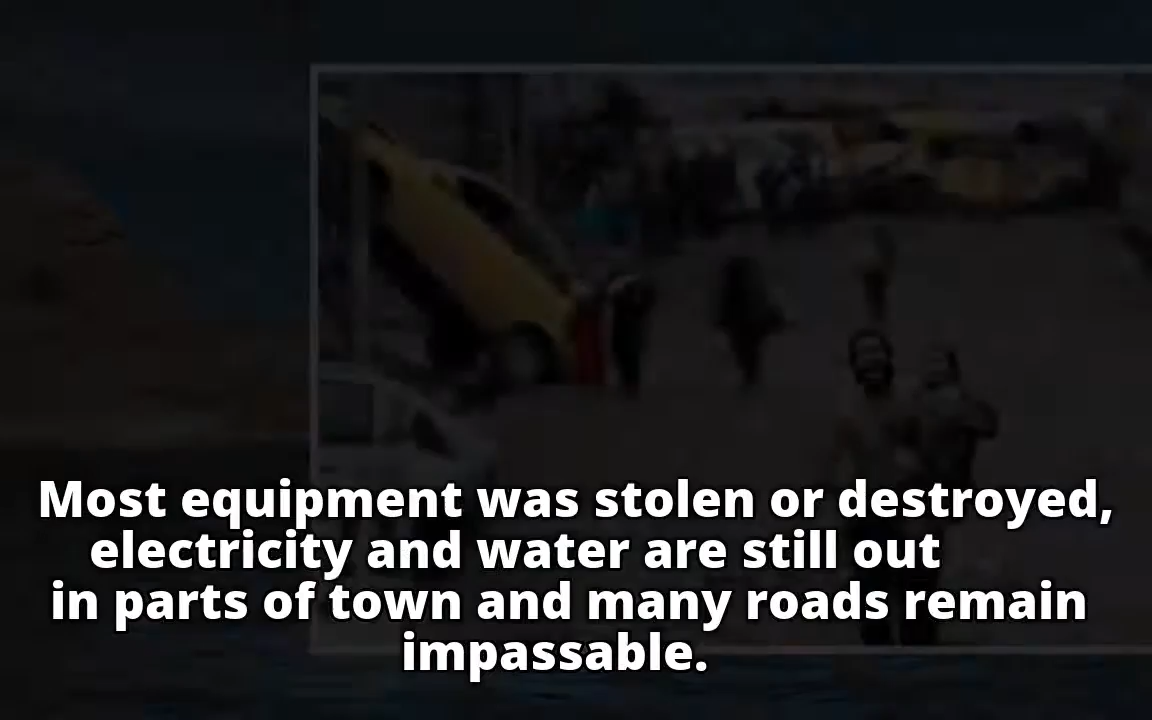 Most equipment was stolen or destroyed,
electricity and water are still out
in parts of town and many roads remain
impassable.